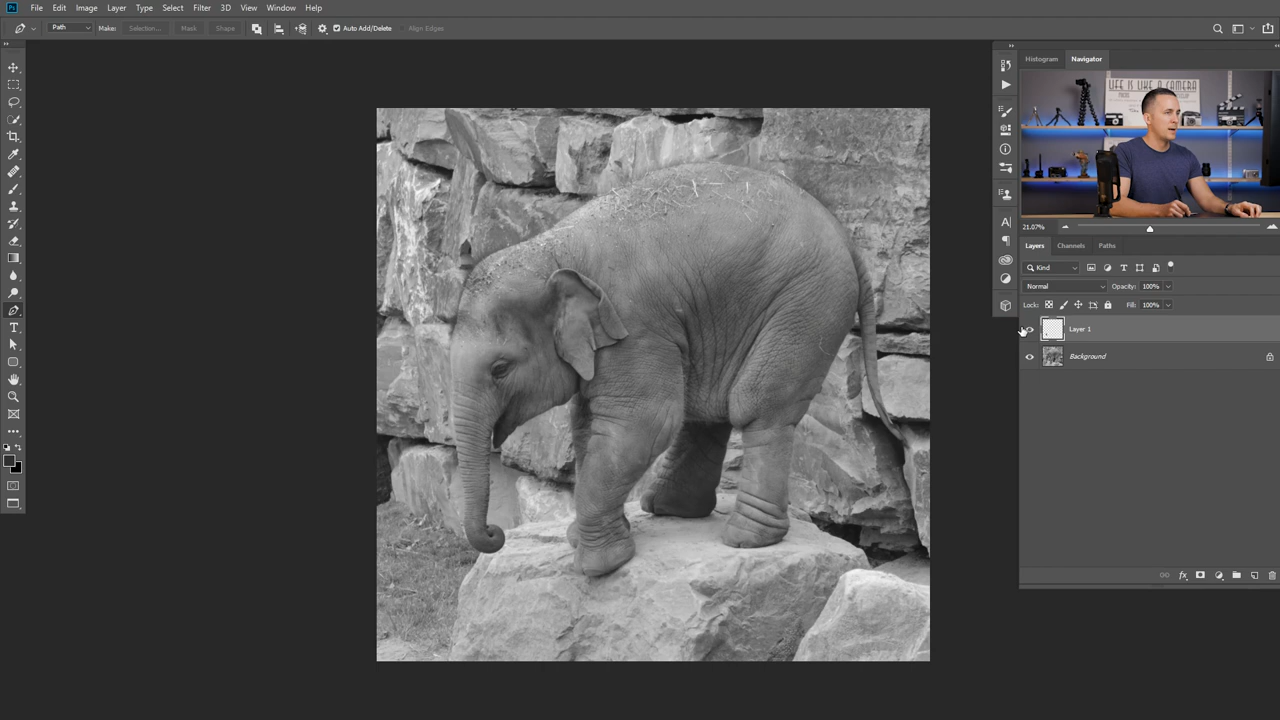 Ps File Edit Image Layer Type Select Filter 3D View Window Help
Path Make: Selection... Mask Shape Auto Add/Delete Align Edges
Histogram Navigator
LIFE IS LIKE A CAMERA
21.07%
Layers Channels Paths
Kind
Normal Opacity: 100%
Lock: Fill: 100%
Layer 1
Background